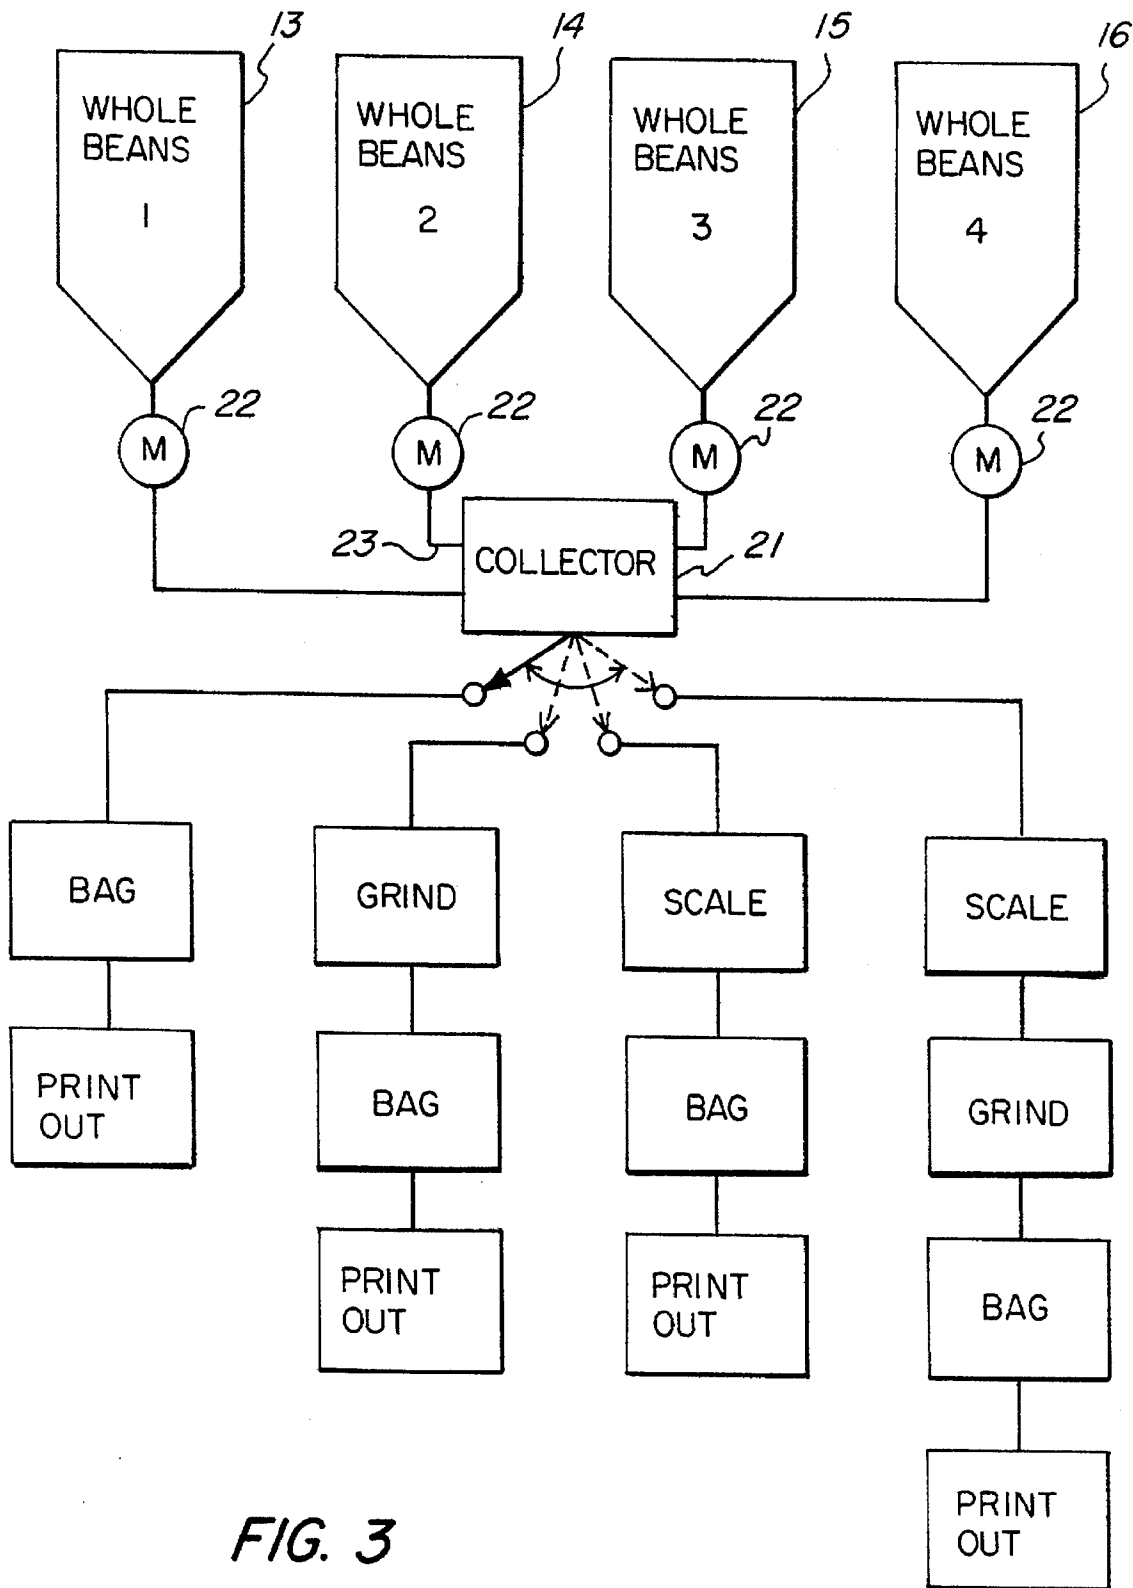 13
14
15
16
WHOLE
BEANS
1
WHOLE
BEANS
2
WHOLE
BEANS
3
WHOLE
BEANS
4
M
22
M
22
M
22
M
22
23
COLLECTOR
21
BAG
PRINT
OUT
GRIND
BAG
PRINT
OUT
SCALE
BAG
PRINT
OUT
SCALE
GRIND
BAG
PRINT
OUT
FIG. 3